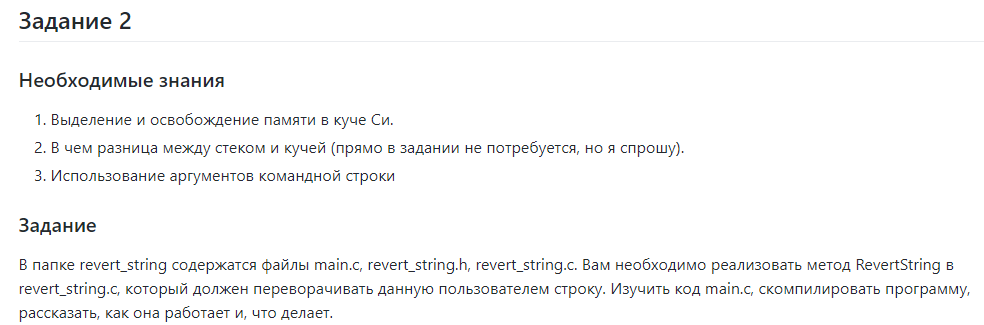 Задание 2
Необходимые знания
1. Выделение и освобождение памяти в куче Си.
2. В чем разница между стеком и кучей (прямо в задании не потребуется, но я спрошу).
3. Использование аргументов командной строки
Задание
В папке revert_string содержатся файлы main.c, revert_string.h, revert_string.c. Вам необходимо реализовать метод RevertString в
revert_string.c, который должен переворачивать данную пользователем строку. Изучить код main.c, скомпилировать программу,
рассказать, как она работает и, что делает.